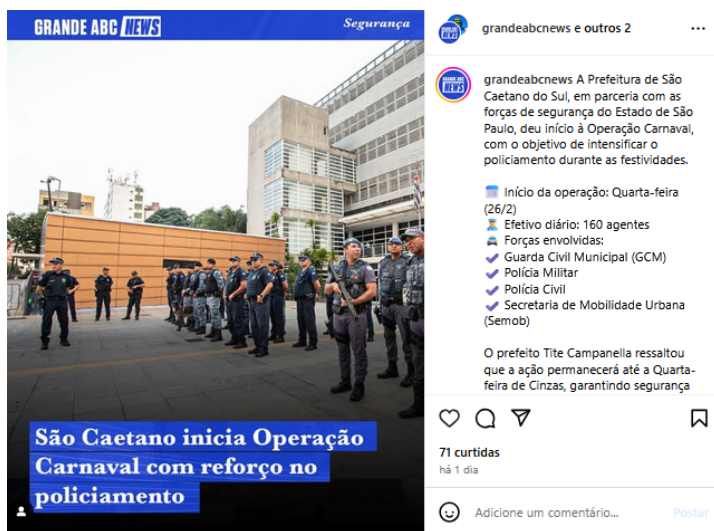 GRANDE ABC NEWS
Segurança
São Caetano inicia Operação
Carnaval com reforço no
policiamento
grandeabcnews e outros 2
grandeabcnews A Prefeitura de São
Caetano do Sul, em parceria com as
forças de segurança do Estado de São
Paulo, deu início à Operação Carnaval,
com o objetivo de intensificar o
policiamento durante as festividades.
Início da operação: Quarta-feira
(26/2)
Efetivo diário: 160 agentes
Forças envolvidas:
Guarda Civil Municipal (GCM)
Polícia Militar
Polícia Civil
Secretaria de Mobilidade Urbana
(Semob)
O prefeito Tite Campanella ressaltou
que a ação permanecerá até a Quarta-
feira de Cinzas, garantindo segurança
71 curtidas
há 1 dia
Adicione um comentário...
Postar